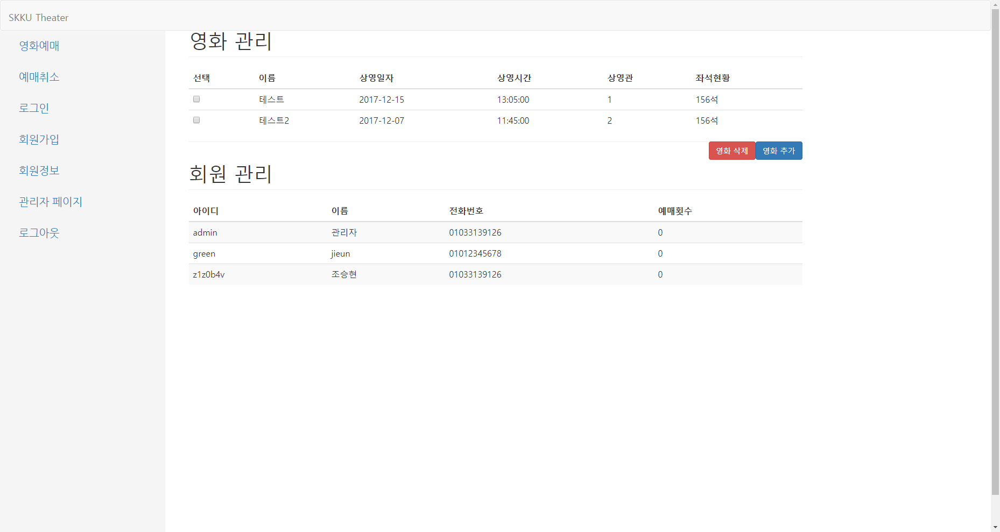 SKKU Theater
영화예매
예매취소
로그인
회원가입
회원정보
관리자 페이지
로그아웃
영화 관리
선택 이름 상영일자 상영시간 상영관 좌석현황
테스트 2017-12-15 13:05:00 1 156석
테스트2 2017-12-07 11:45:00 2 156석
영화 삭제 영화 추가
회원 관리
아이디 이름 전화번호 예매횟수
admin 관리자 01033139126 0
green jieun 01012345678 0
z1z0b4v 조승현 01033139126 0